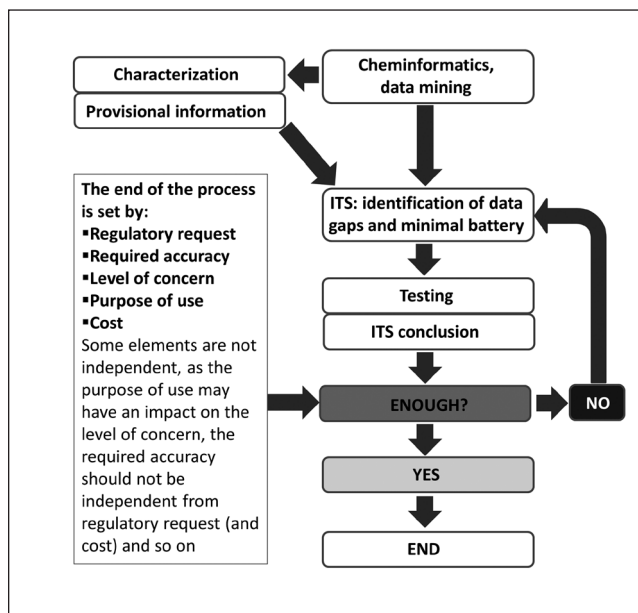 Characterization
Provisional information
Cheminformatics,
data mining
The end of the process
is set by:
▪Regulatory request
▪Required accuracy
▪Level of concern
▪Purpose of use
▪Cost
Some elements are not
independent, as the
purpose of use may
have an impact on the
level of concern, the
required accuracy
should not be
independent from
regulatory request (and
cost) and so on
ITS: identification of data
gaps and minimal battery
Testing
ITS conclusion
ENOUGH?
NO
YES
END